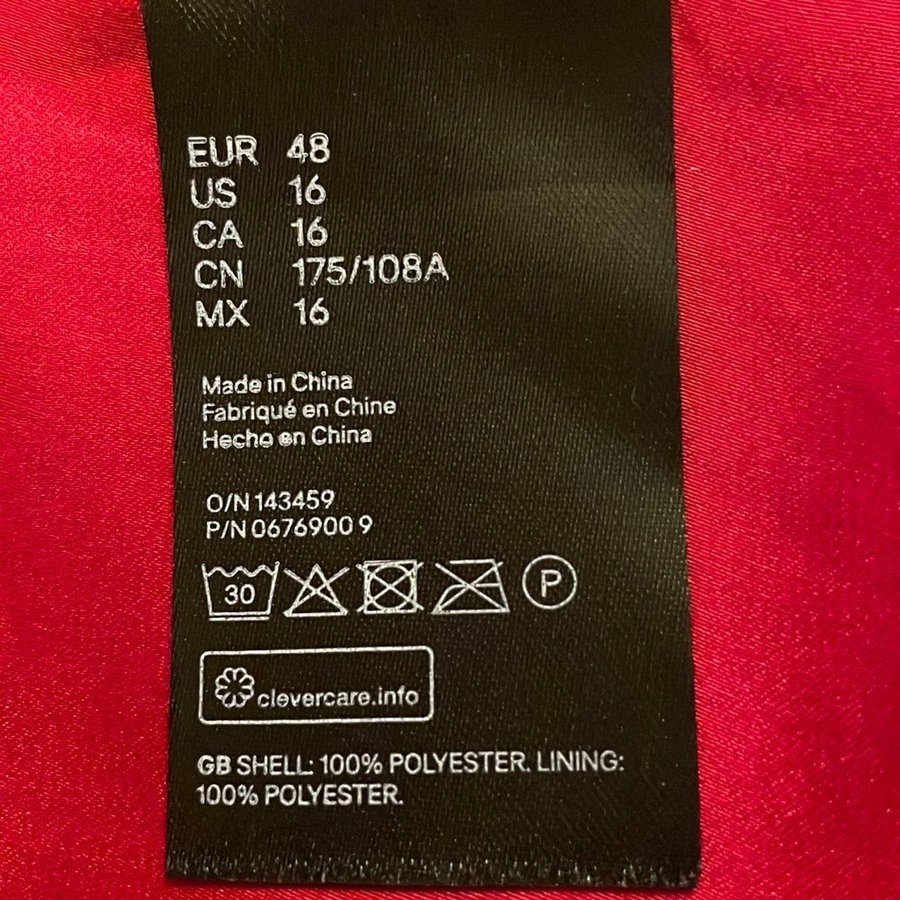 EUR 48
US 16
CA 16
CN 175/108A
MX 16
Made in China
Fabriqué en Chine
Hecho en China
O/N 143459
P/N 0676900 9
30 P
clevercare.info
GB SHELL: 100% POLYESTER. LINING:
100% POLYESTER.